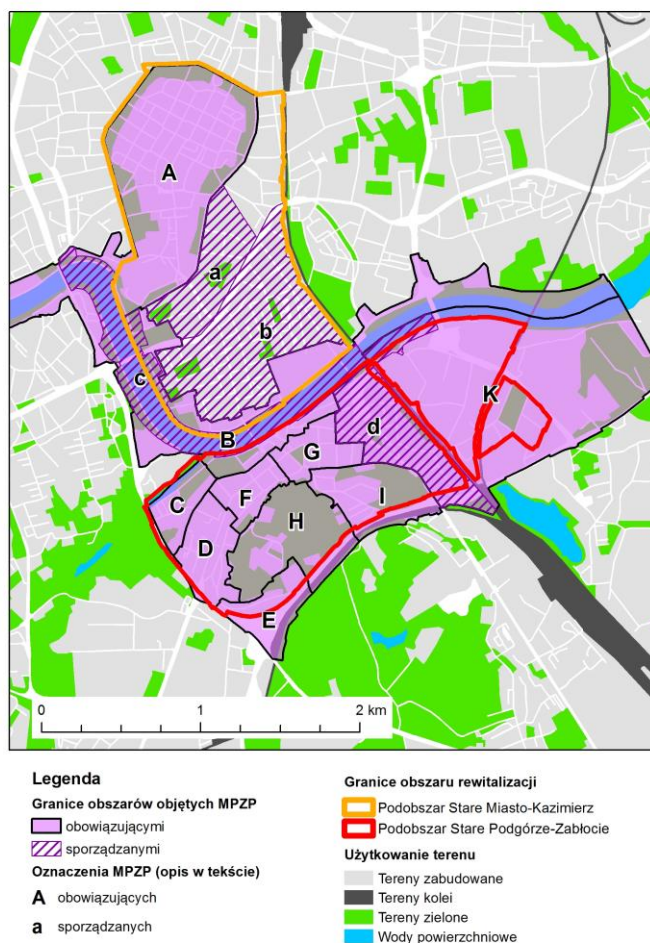 A
a
b
c
B
K
d
G
C
F
I
H
D
E
0 1 2 km
Legenda
Granice obszarów objętych MPZP
obowiązującymi
sporządzanymi
Oznaczenia MPZP (opis w tekście)
A obowiązujących
a sporządzanych
Granice obszaru rewitalizacji
Podobszar Stare Miasto-Kazimierz
Podobszar Stare Podgórze-Zabłocie
Użytkowanie terenu
Tereny zabudowane
Tereny kolei
Tereny zielone
Wody powierzchniowe